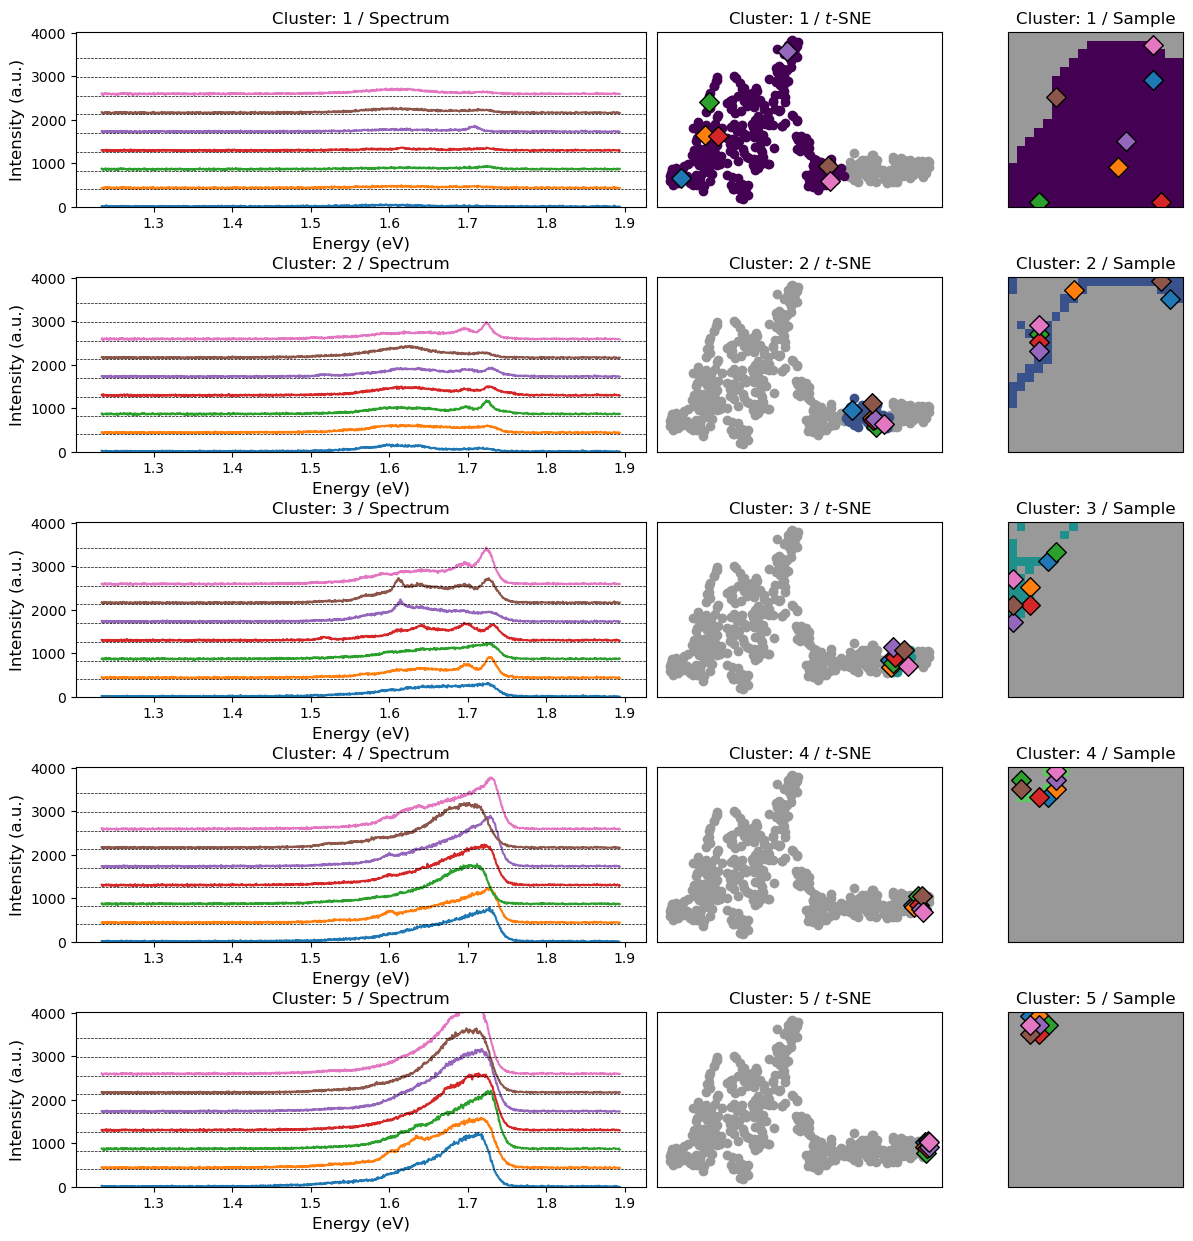 Cluster: 1 / Spectrum
Cluster: 1 / t-SNE
Cluster: 1 / Sample
Intensity (a.u.)
4000
3000
2000
1000
0
1.3 1.4 1.5 1.6 1.7 1.8 1.9
Energy (eV)
Cluster: 2 / Spectrum
Cluster: 2 / t-SNE
Cluster: 2 / Sample
Intensity (a.u.)
4000
3000
2000
1000
0
1.3 1.4 1.5 1.6 1.7 1.8 1.9
Energy (eV)
Cluster: 3 / Spectrum
Cluster: 3 / t-SNE
Cluster: 3 / Sample
Intensity (a.u.)
4000
3000
2000
1000
0
1.3 1.4 1.5 1.6 1.7 1.8 1.9
Energy (eV)
Cluster: 4 / Spectrum
Cluster: 4 / t-SNE
Cluster: 4 / Sample
Intensity (a.u.)
4000
3000
2000
1000
0
1.3 1.4 1.5 1.6 1.7 1.8 1.9
Energy (eV)
Cluster: 5 / Spectrum
Cluster: 5 / t-SNE
Cluster: 5 / Sample
Intensity (a.u.)
4000
3000
2000
1000
0
1.3 1.4 1.5 1.6 1.7 1.8 1.9
Energy (eV)